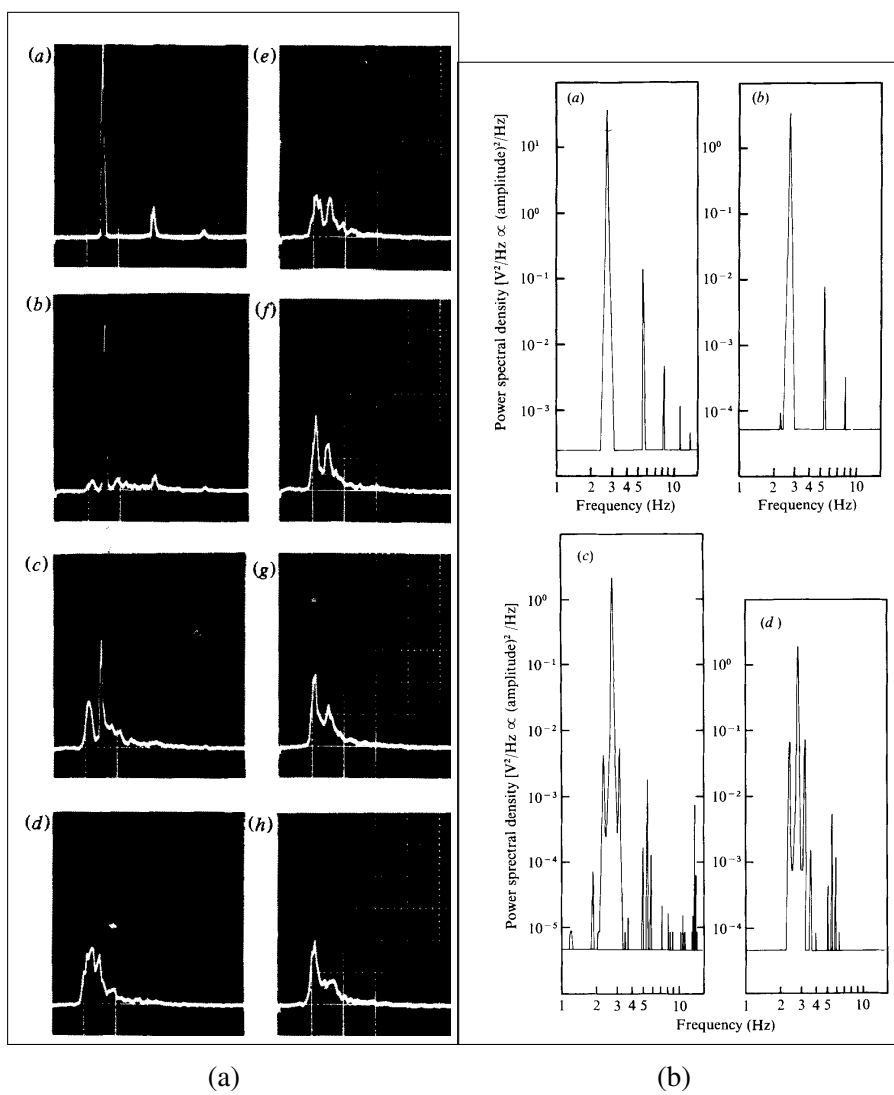 (a)
(e)
(b)
(f)
(c)
(g)
(d)
(h)
(a)
Power spectral density [V²/Hz ∝ (amplitude)²/Hz]
10¹
10⁰
10⁻¹
10⁻²
10⁻³
1 2 3 4 5 10
Frequency (Hz)
(b)
10⁰
10⁻¹
10⁻²
10⁻³
10⁻⁴
1 2 3 4 5 10
Frequency (Hz)
(c)
Power sprectral density [V²/Hz ∝ (amplitude)²/Hz]
10⁰
10⁻¹
10⁻²
10⁻³
10⁻⁴
10⁻⁵
1 2 3 4 5 10
(d)
10⁰
10⁻¹
10⁻²
10⁻³
10⁻⁴
1 2 3 4 5 10
Frequency (Hz)
(a)
(b)